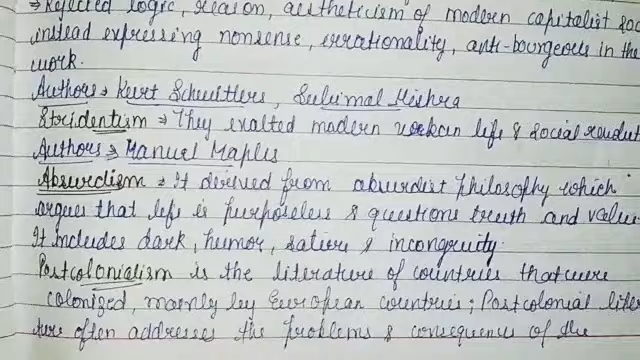 ⇒ Rejected logic, reason, aestheticism of modern capitalist soc
instead expressing nonsense, irrationality, anti-bourgeois in the
work.
Authors → Kurt Schwitters, Subimal Mishra
Stridentism ⇒ They exalted modern urban life & social revolut
Authors ⇒ Manuel Maples
Absurdism → It derived from absurdist philosophy which
argues that life is purposeless & questions truth and value.
It includes dark, humor, satire & incongruity.
Postcolonialism is the literature of countries that were
colonized, mainly by European countries; Postcolonial liter
ture often addresses the problems & consequences of the